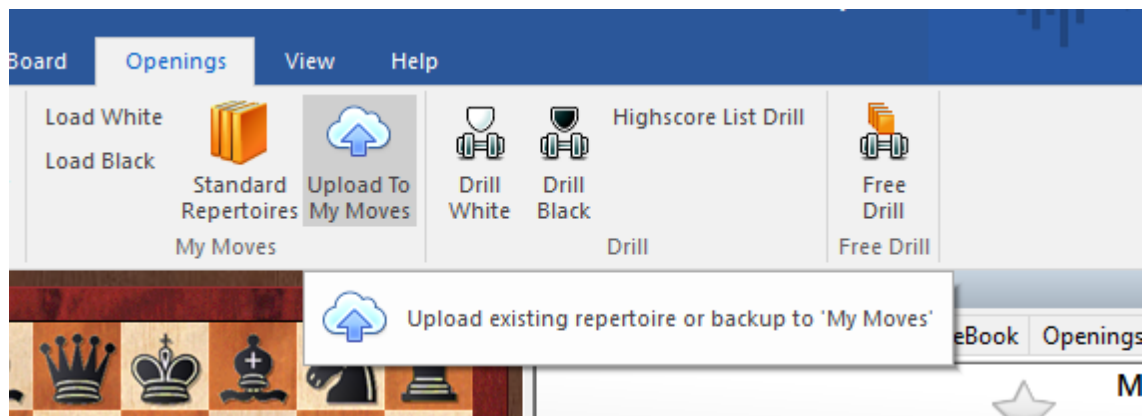 Board Openings View Help
Load White
Load Black
Standard
Repertoires
Upload To
My Moves
Drill
White
Drill
Black
Highscore List Drill
Free
Drill
My Moves Drill Free Drill
Upload existing repertoire or backup to 'My Moves'
eBook Openings
M